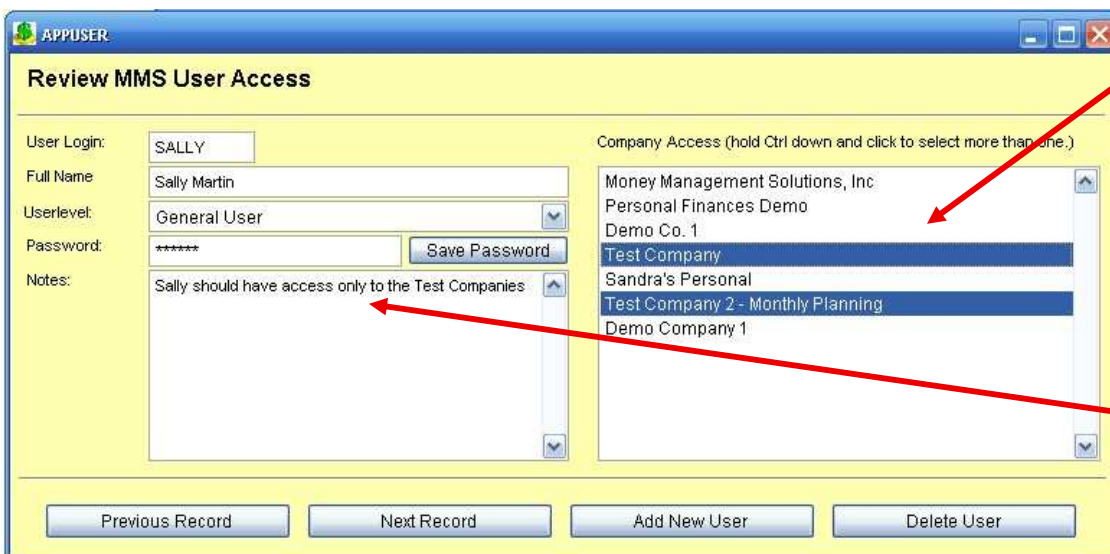 APPUSER
Review MMS User Access
User Login:
SALLY
Full Name
Sally Martin
Userlevel:
General User
Password:
******
Save Password
Notes:
Sally should have access only to the Test Companies
Company Access (hold Ctrl down and click to select more than one.)
Money Management Solutions, Inc
Personal Finances Demo
Demo Co. 1
Test Company
Sandra's Personal
Test Company 2 - Monthly Planning
Demo Company 1
Previous Record
Next Record
Add New User
Delete User